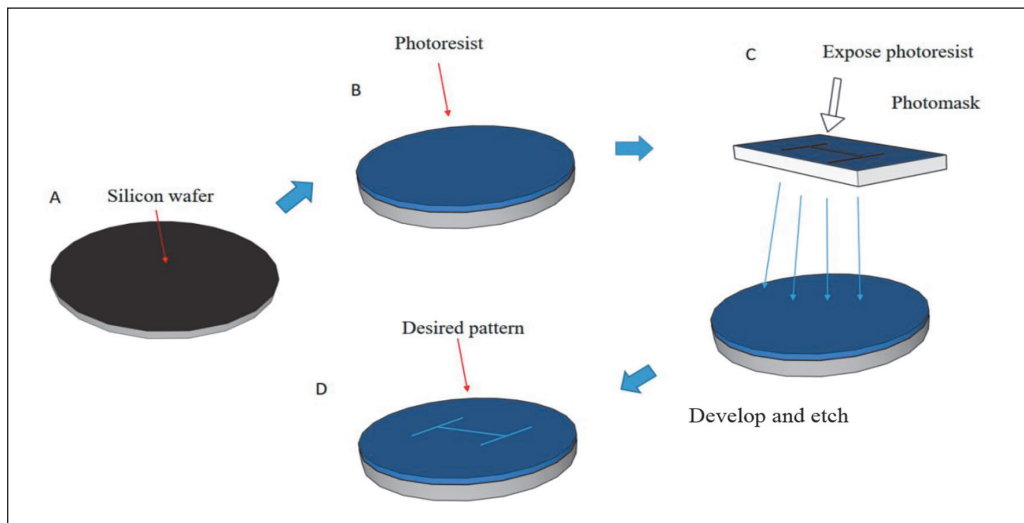 A
Silicon wafer
B
Photoresist
C
Expose photoresist
Photomask
Develop and etch
D
Desired pattern